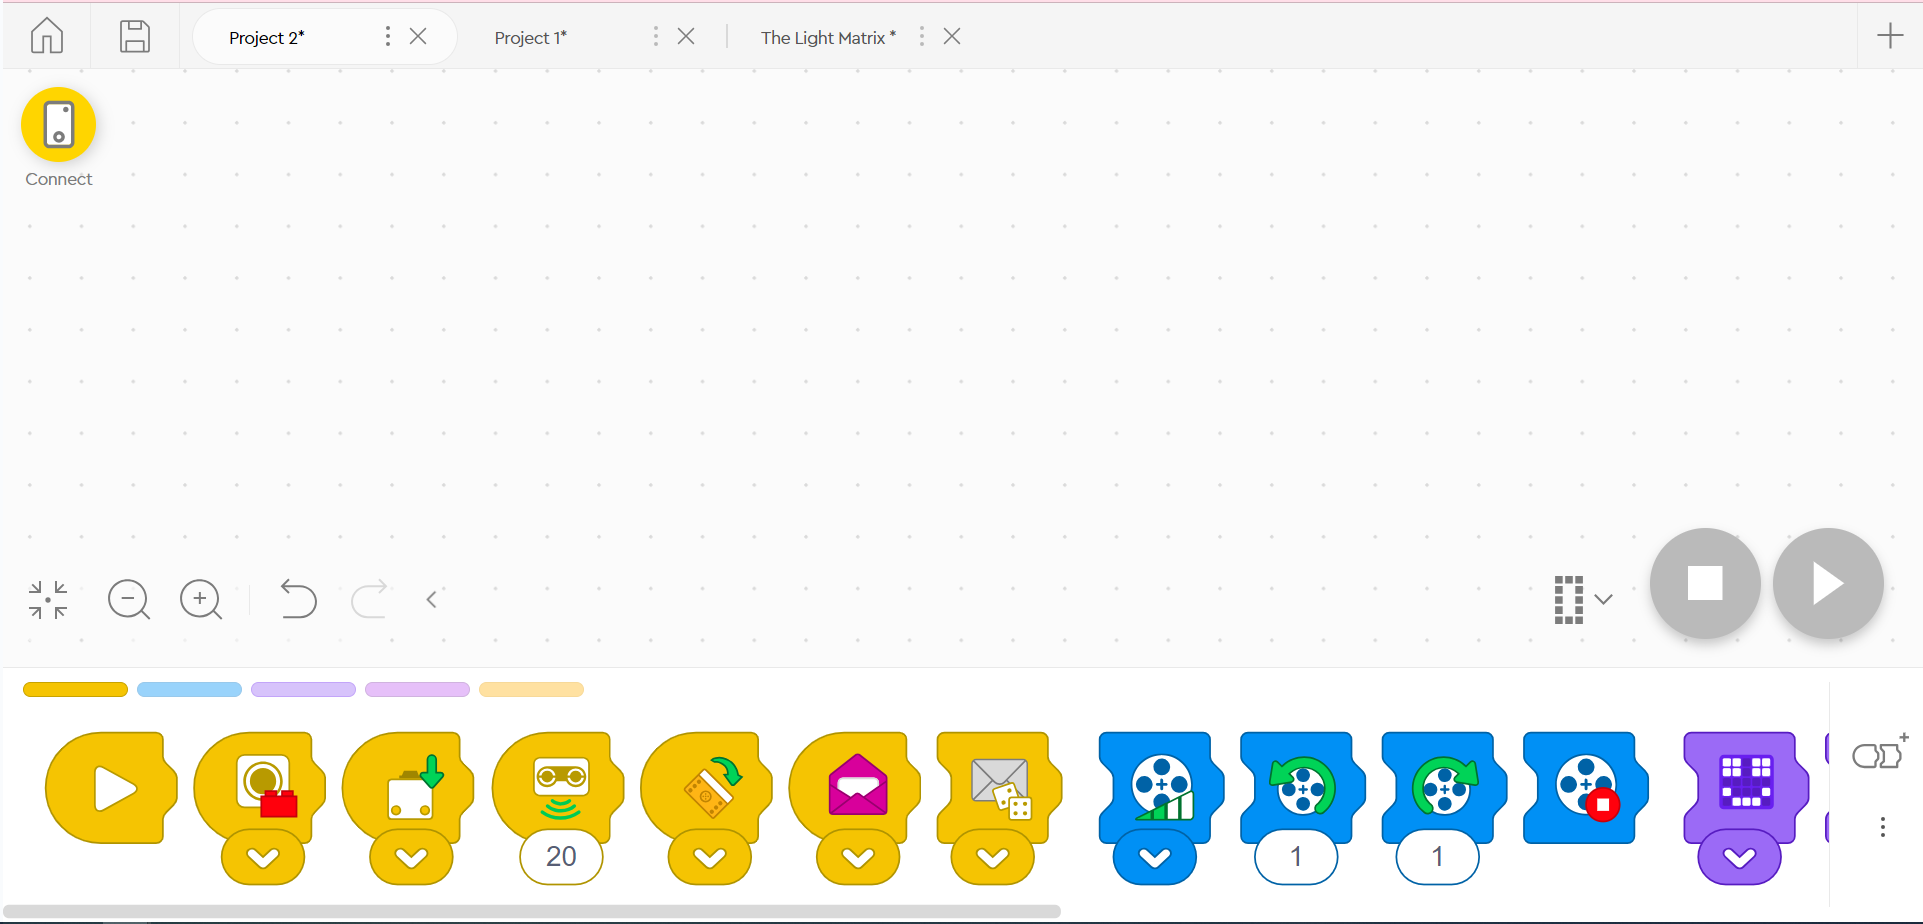 Project 2*
Project 1*
The Light Matrix *
Connect
20
1
1